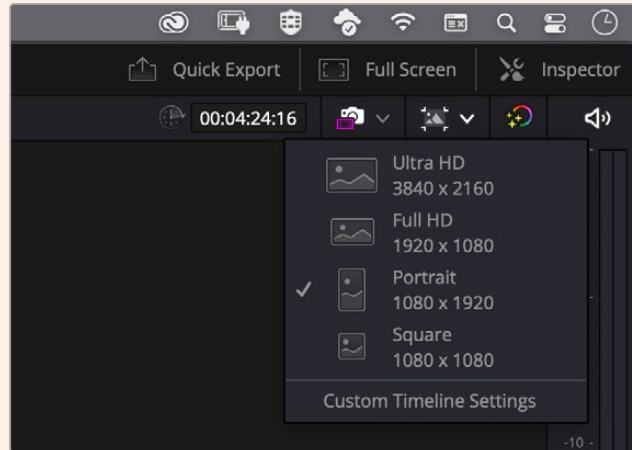 Quick Export
Full Screen
Inspector
00:04:24:16
Ultra HD
3840 x 2160
Full HD
1920 x 1080
Portrait
1080 x 1920
Square
1080 x 1080
Custom Timeline Settings
-10